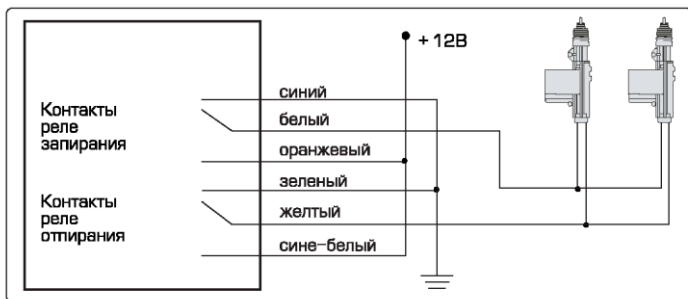 + 12В
Контакты
реле
запирания
синий
белый
оранжевый
Контакты
реле
отпирания
зеленый
желтый
сине-белый